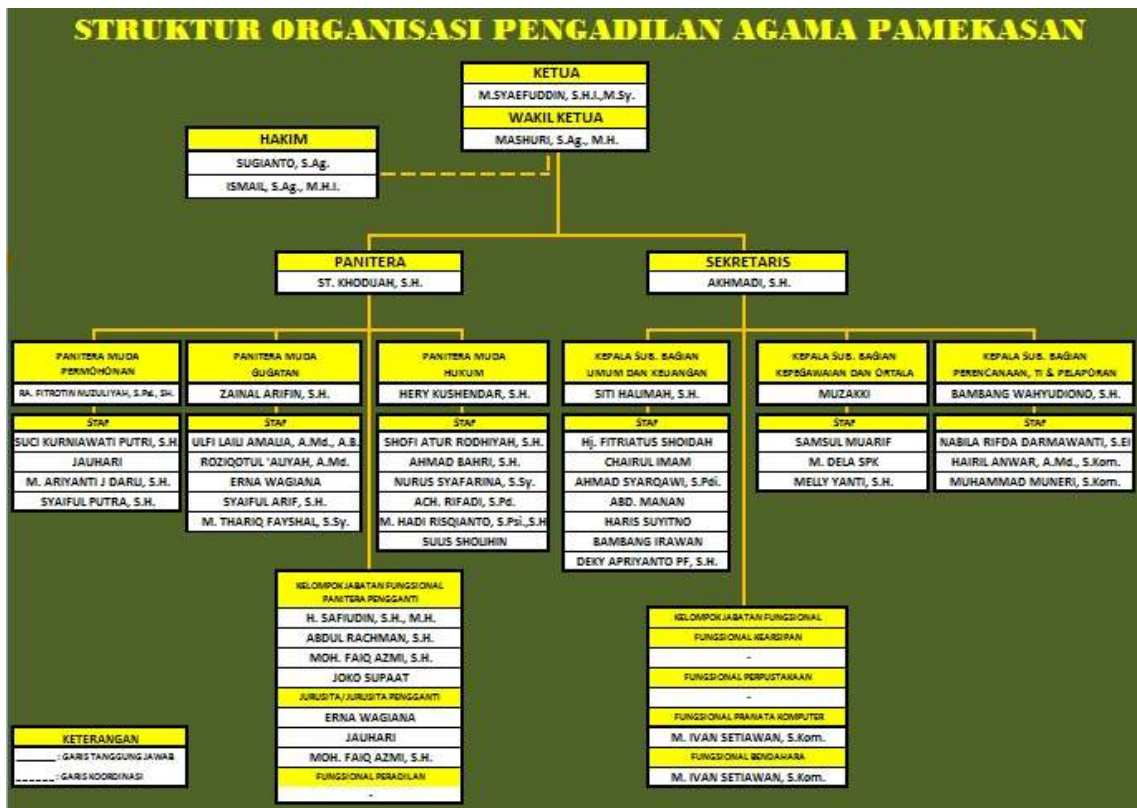 STRUKTUR ORGANISASI PENGADILAN AGAMA PAMEKASAN
KETUA
M.SYAEFUDDIN, S.H.I.,M.Sy.
WAKIL KETUA
MASHURI, S.Ag., M.H.
HAKIM
SUGIANTO, S.Ag.
ISMAIL, S.Ag., M.H.I.
PANITERA
ST. KHODIJAH, S.H.
SEKRETARIS
AKHMADI, S.H.
PANITERA MUDA
PERMOHONAN
RA. FITROTIN NUZULIYAH, S.Pd., SH.
STAF
SUCI KURNIAWATI PUTRI, S.H.
JAUHARI
M. ARIYANTI J DARU, S.H.
SYAIFUL PUTRA, S.H.
PANITERA MUDA
GUGATAN
ZAINAL ARIFIN, S.H.
STAF
ULFI LAILI AMALIA, A.Md., A.B.
ROZIQOTUL 'ALIYAH, A.Md.
ERNA WAGIANA
SYAIFUL ARIF, S.H.
M. THARIQ FAYSHAL, S.Sy.
PANITERA MUDA
HUKUM
HERY KUSHENDAR, S.H.
STAF
SHOFI ATUR RODHIYAH, S.H.
AHMAD BAHRI, S.H.
NURUS SYAFARINA, S.Sy.
ACH. RIFADI, S.Pd.
M. HADI RISQIANTO, S.Psi.,S.H
SULIS SHOLIHIN
KEPALA SUB. BAGIAN
UMUM DAN KEUANGAN
SITI HALIMAH, S.H.
STAF
Hj. FITRIATUS SHOIDAH
CHAIRUL IMAM
AHMAD SYARQAWI, S.Pdi.
ABD. MANAN
HARIS SUYITNO
BAMBANG IRAWAN
DEKY APRIYANTO PF, S.H.
KEPALA SUB. BAGIAN
KEPEGAWAIAN DAN ORTALA
MUZAKKI
STAF
SAMSUL MUARIF
M. DELA SPK
MELLY YANTI, S.H.
KEPALA SUB. BAGIAN
PERENCANAAN, TI & PELAPORAN
BAMBANG WAHYUDIONO, S.H.
STAF
NABILA RIFDA DARMAWANTI, S.EI
HAIRIL ANWAR, A.Md., S.Kom.
MUHAMMAD MUNERI, S.Kom.
KELOMPOK JABATAN FUNGSIONAL
PANITERA PENGGANTI
H. SAFIUDIN, S.H., M.H.
ABDUL RACHMAN, S.H.
MOH. FAIQ AZMI, S.H.
JOKO SUPAAT
JURUSITA/JURUSITA PENGGANTI
ERNA WAGIANA
JAUHARI
MOH. FAIQ AZMI, S.H.
FUNGSIONAL PERADILAN
-
KELOMPOK JABATAN FUNGSIONAL
FUNGSIONAL KEARSIPAN
-
FUNGSIONAL PERPUSTAKAAN
-
FUNGSIONAL PRANATA KOMPUTER
M. IVAN SETIAWAN, S.Kom.
FUNGSIONAL BENDAHARA
M. IVAN SETIAWAN, S.Kom.
KETERANGAN
______ : GARIS TANGGUNG JAWAB
_ _ _ _ _ _ : GARIS KOORDINASI